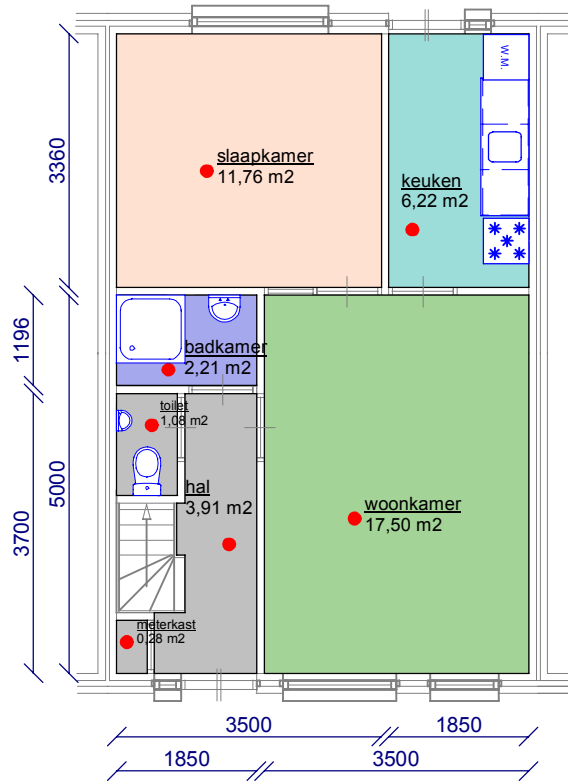 W.M.
slaapkamer
11,76 m2
keuken
6,22 m2
3360
badkamer
2,21 m2
1196
toilet
1,08 m2
hal
3,91 m2
woonkamer
17,50 m2
5000
3700
meterkast
0,28 m2
3500
1850
1850
3500